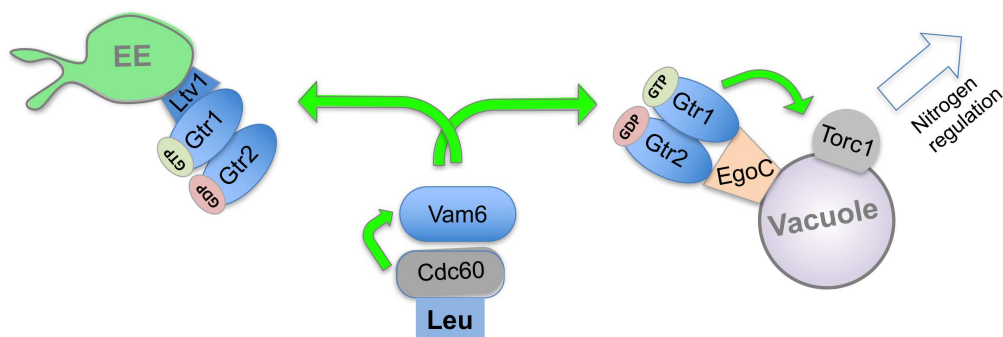 EE
Ltv1
Gtr1
GTP
Gtr2
GDP
Vam6
Cdc60
Leu
GTP
Gtr1
GDP
Gtr2
EgoC
Torc1
Vacuole
Nitrogen
regulation